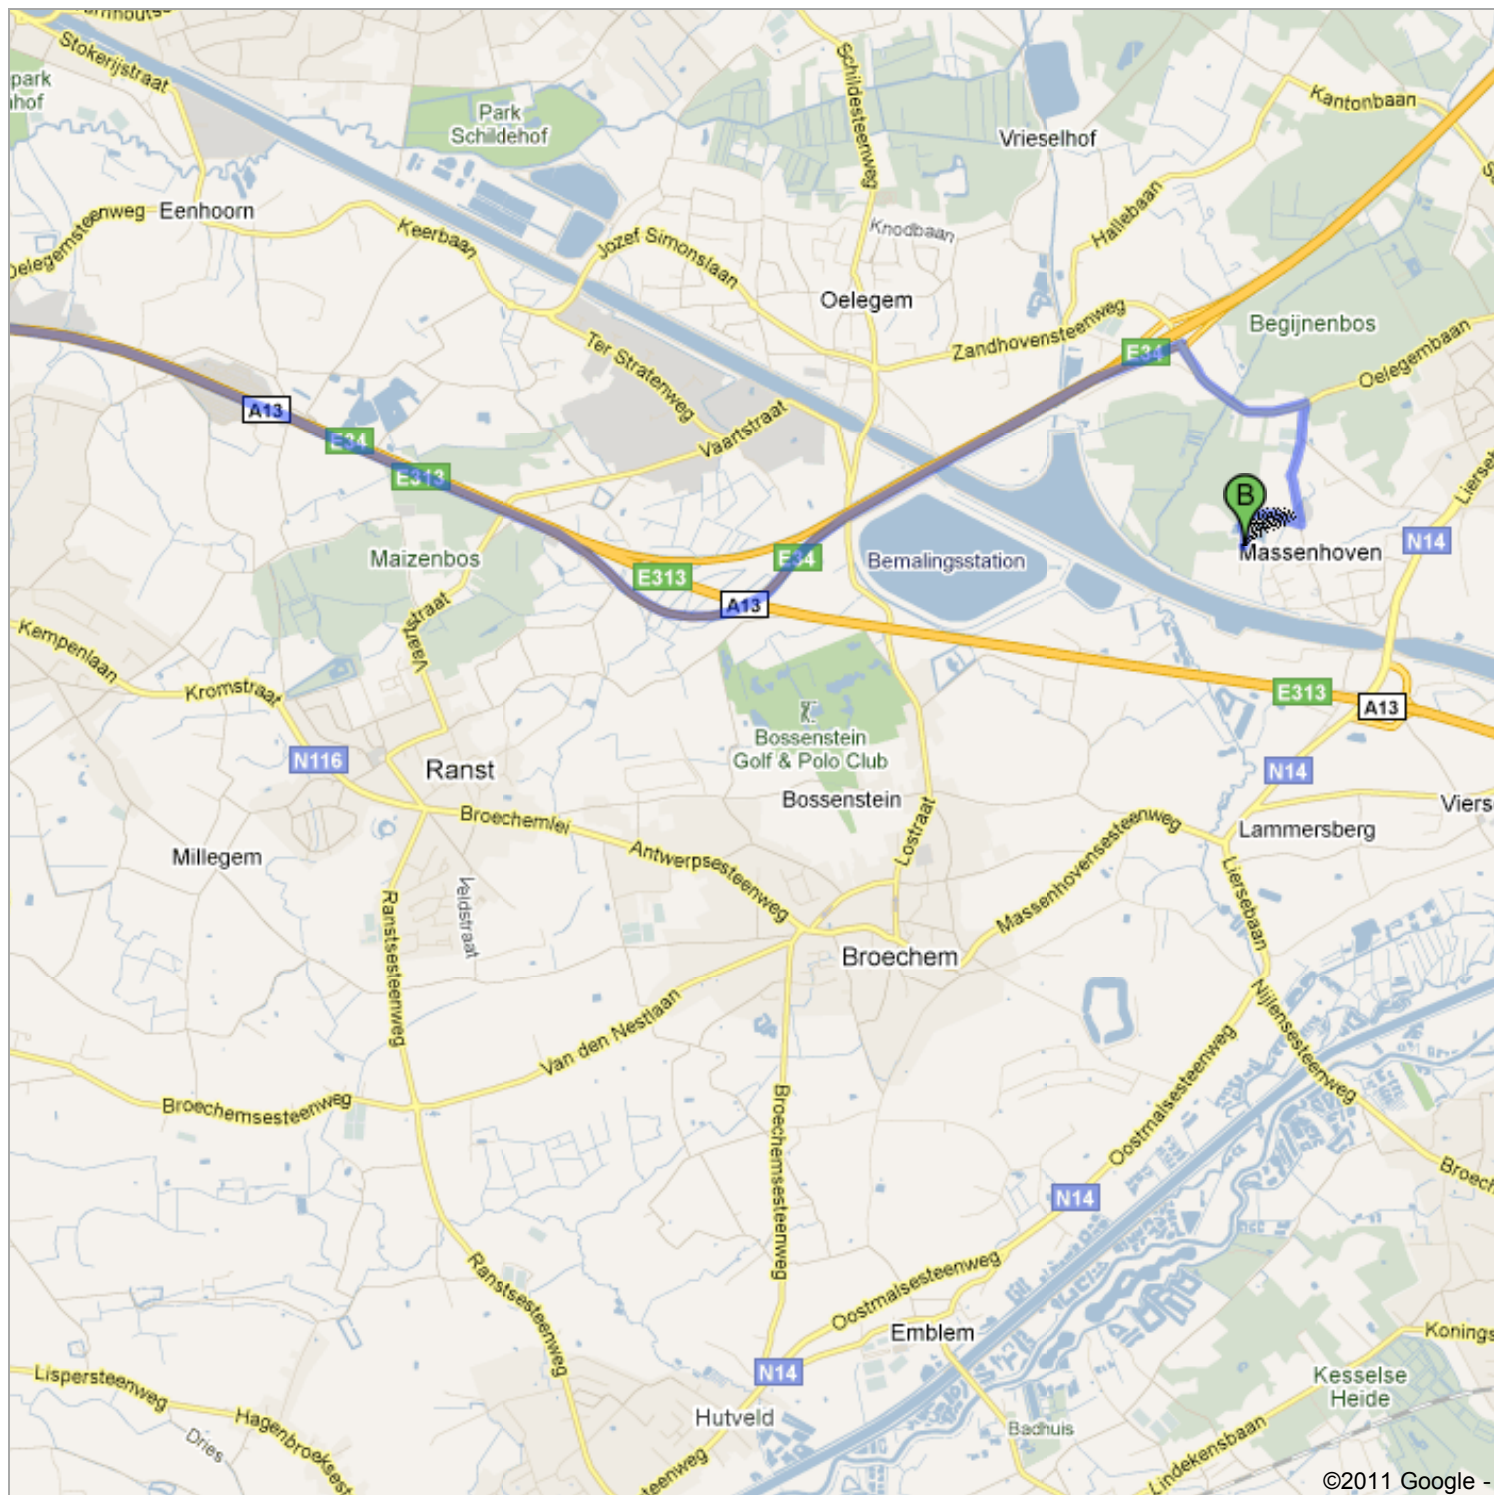 Stokerijstraat
park
Park
Schildehof
Schildesteenweg
Vrieselhof
Kantonbaan
Oelegemsteenweg
Eenhoorn
Keerbaan
Jozef Simonslaan
Knodbaan
Hallebaan
Oelegem
Zandhovensteenweg
Begijnenbos
E34
Oelegembaan
Ter Stratenweg
Vaartstraat
A13
E34
E313
B
Massenhoven
N14
Maizenbos
E313
E34
A13
Bemalingsstation
Vaartstraat
Kempenlaan
Kromstraat
E313
A13
N116
Ranst
Bossenstein
Golf & Polo Club
Bossenstein
N14
Broechemlei
Antwerpsesteenweg
Lostraat
Massenhovensesteenweg
Lammersberg
Millegem
Ranstsesteenweg
Veldstraat
Liersebaan
Broechem
Van den Nestlaan
Nijlensesteenweg
Broechemsesteenweg
Broechemsesteenweg
Oostmalsesteenweg
N14
Ranstsesteenweg
Oostmalsesteenweg
Emblem
N14
Hutveld
Lispersteenweg
Dries
Badhuis
Kesselse
Heide
Lindekensbaan
©2011 Google -